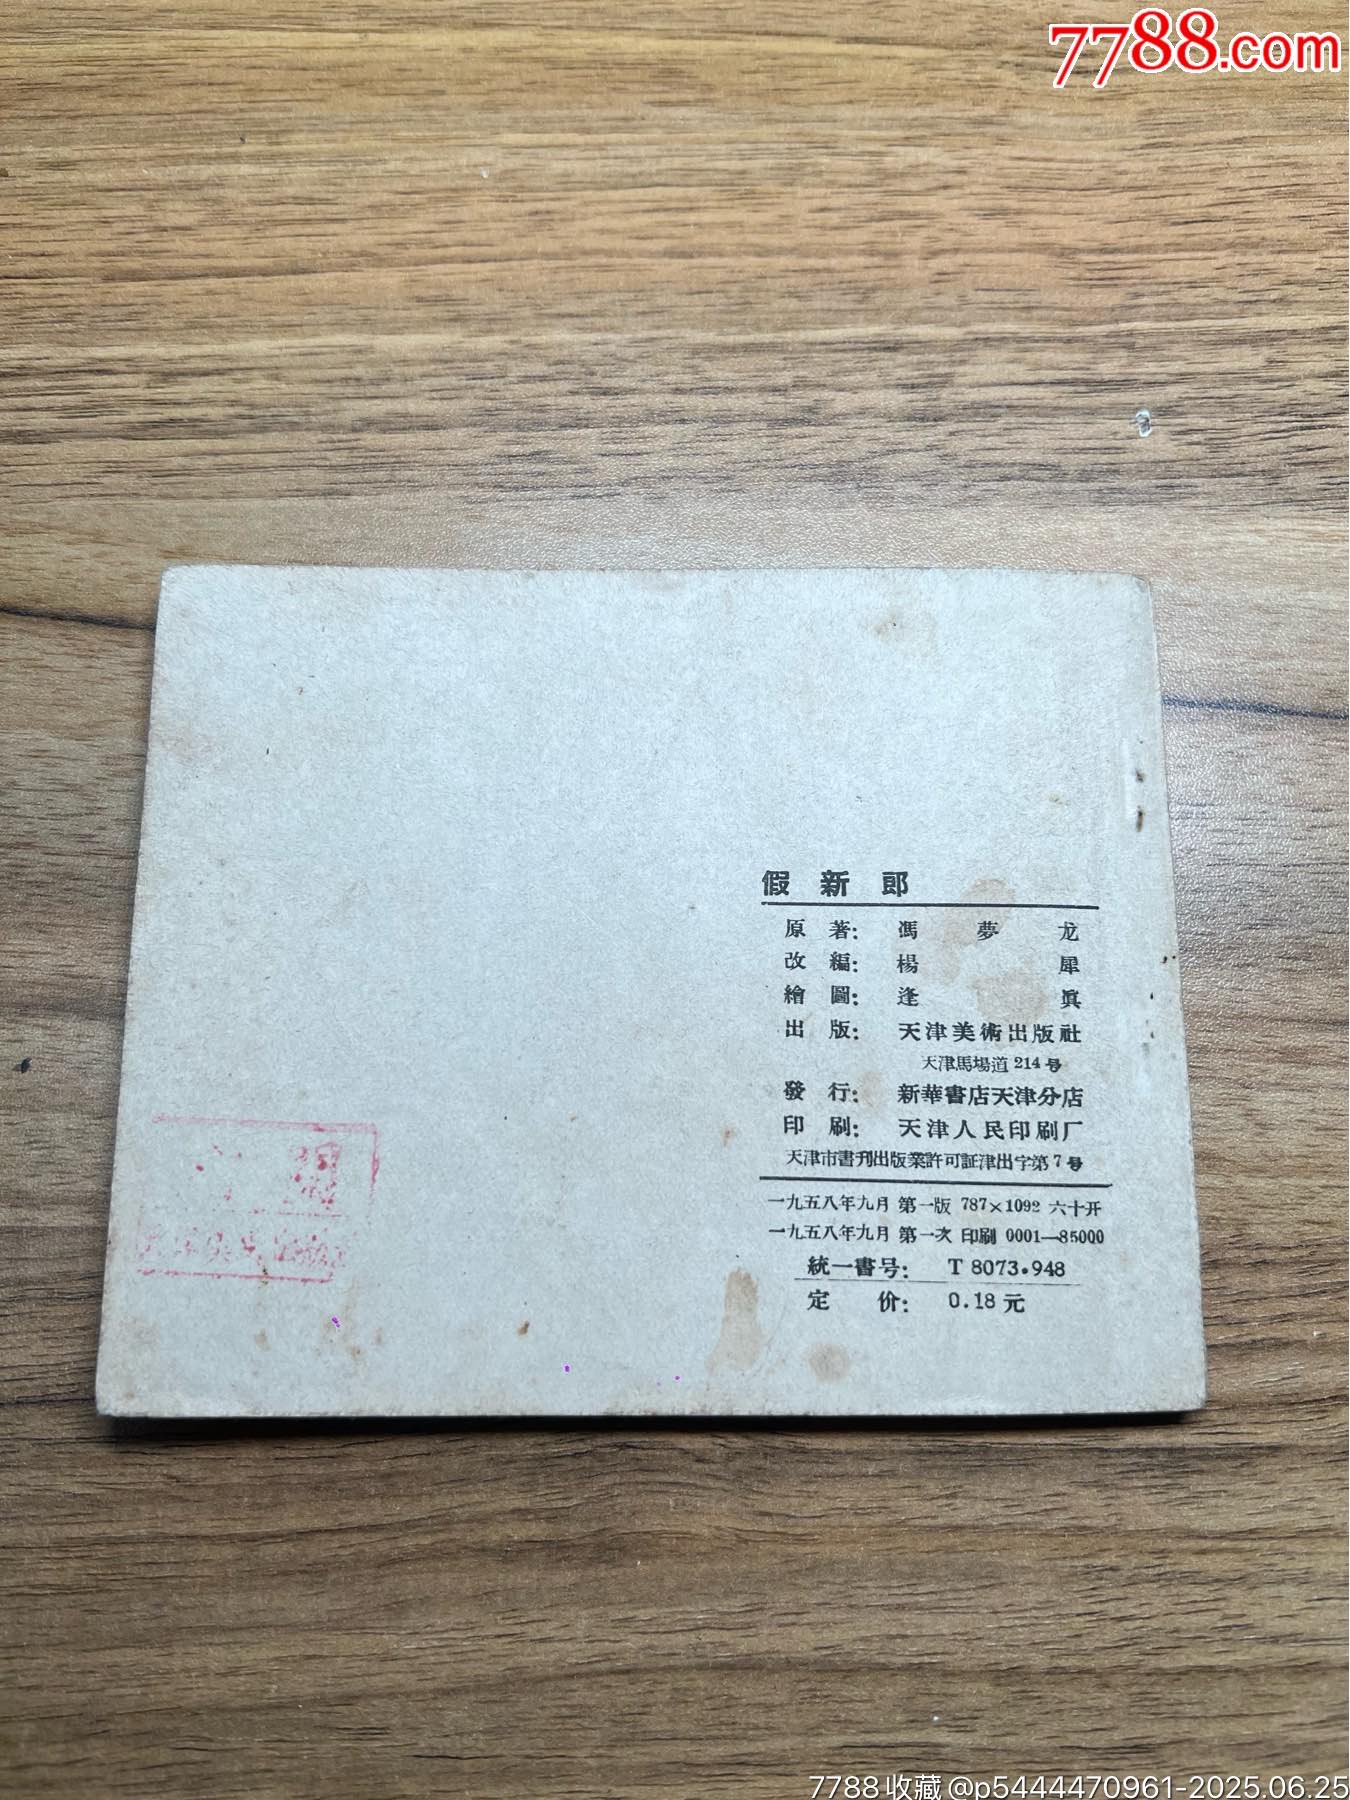 7788.com
假新郎
原著：馮夢龙
改編：楊犀
繪圖：逢眞
出版：天津美術出版社
天津馬場道214号
發行：新華書店天津分店
印刷：天津人民印刷厂
天津市書刋出版業許可証津出字第7号
一九五八年九月 第一版 787×1092 六十开
一九五八年九月 第一次 印刷 0001—85000
統一書号： T 8073·948
定价： 0.18元
7788收藏@p5444470961-2025.06.25